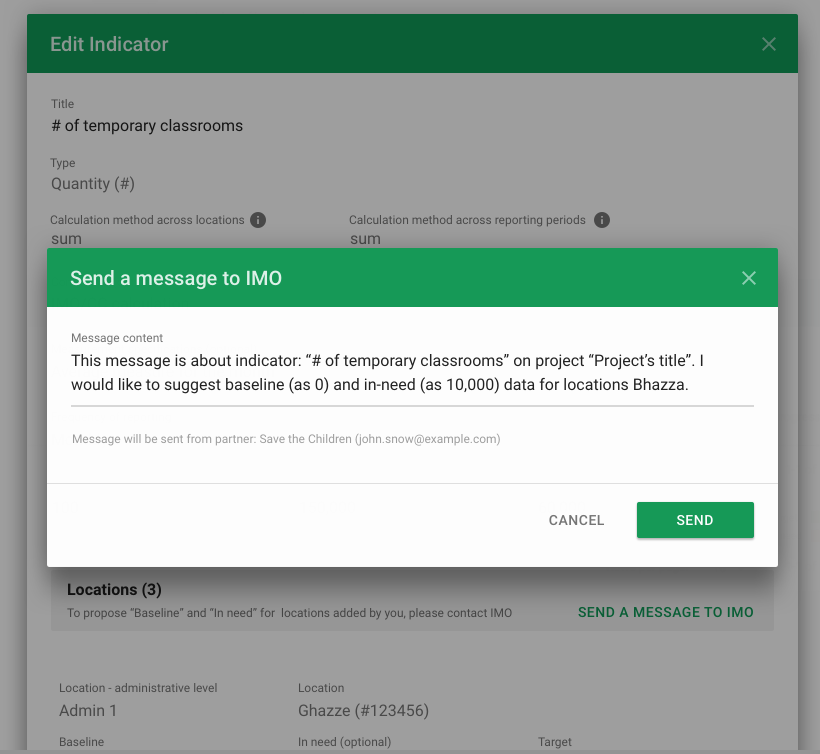 Edit Indicator
Title
# of temporary classrooms
Type
Quantity (#)
Calculation method across locations
Calculation method across reporting periods
sum
sum
Send a message to IMO
Message content
This message is about indicator: “# of temporary classrooms” on project “Project’s title”. I
would like to suggest baseline (as 0) and in-need (as 10,000) data for locations Bhazza.
Message will be sent from partner: Save the Children (john.snow@example.com)
CANCEL
SEND
Locations (3)
To propose “Baseline” and “In need” for locations added by you, please contact IMO
SEND A MESSAGE TO IMO
Location - administrative level
Location
Admin 1
Ghazze (#123456)
Baseline
In need (optional)
Target